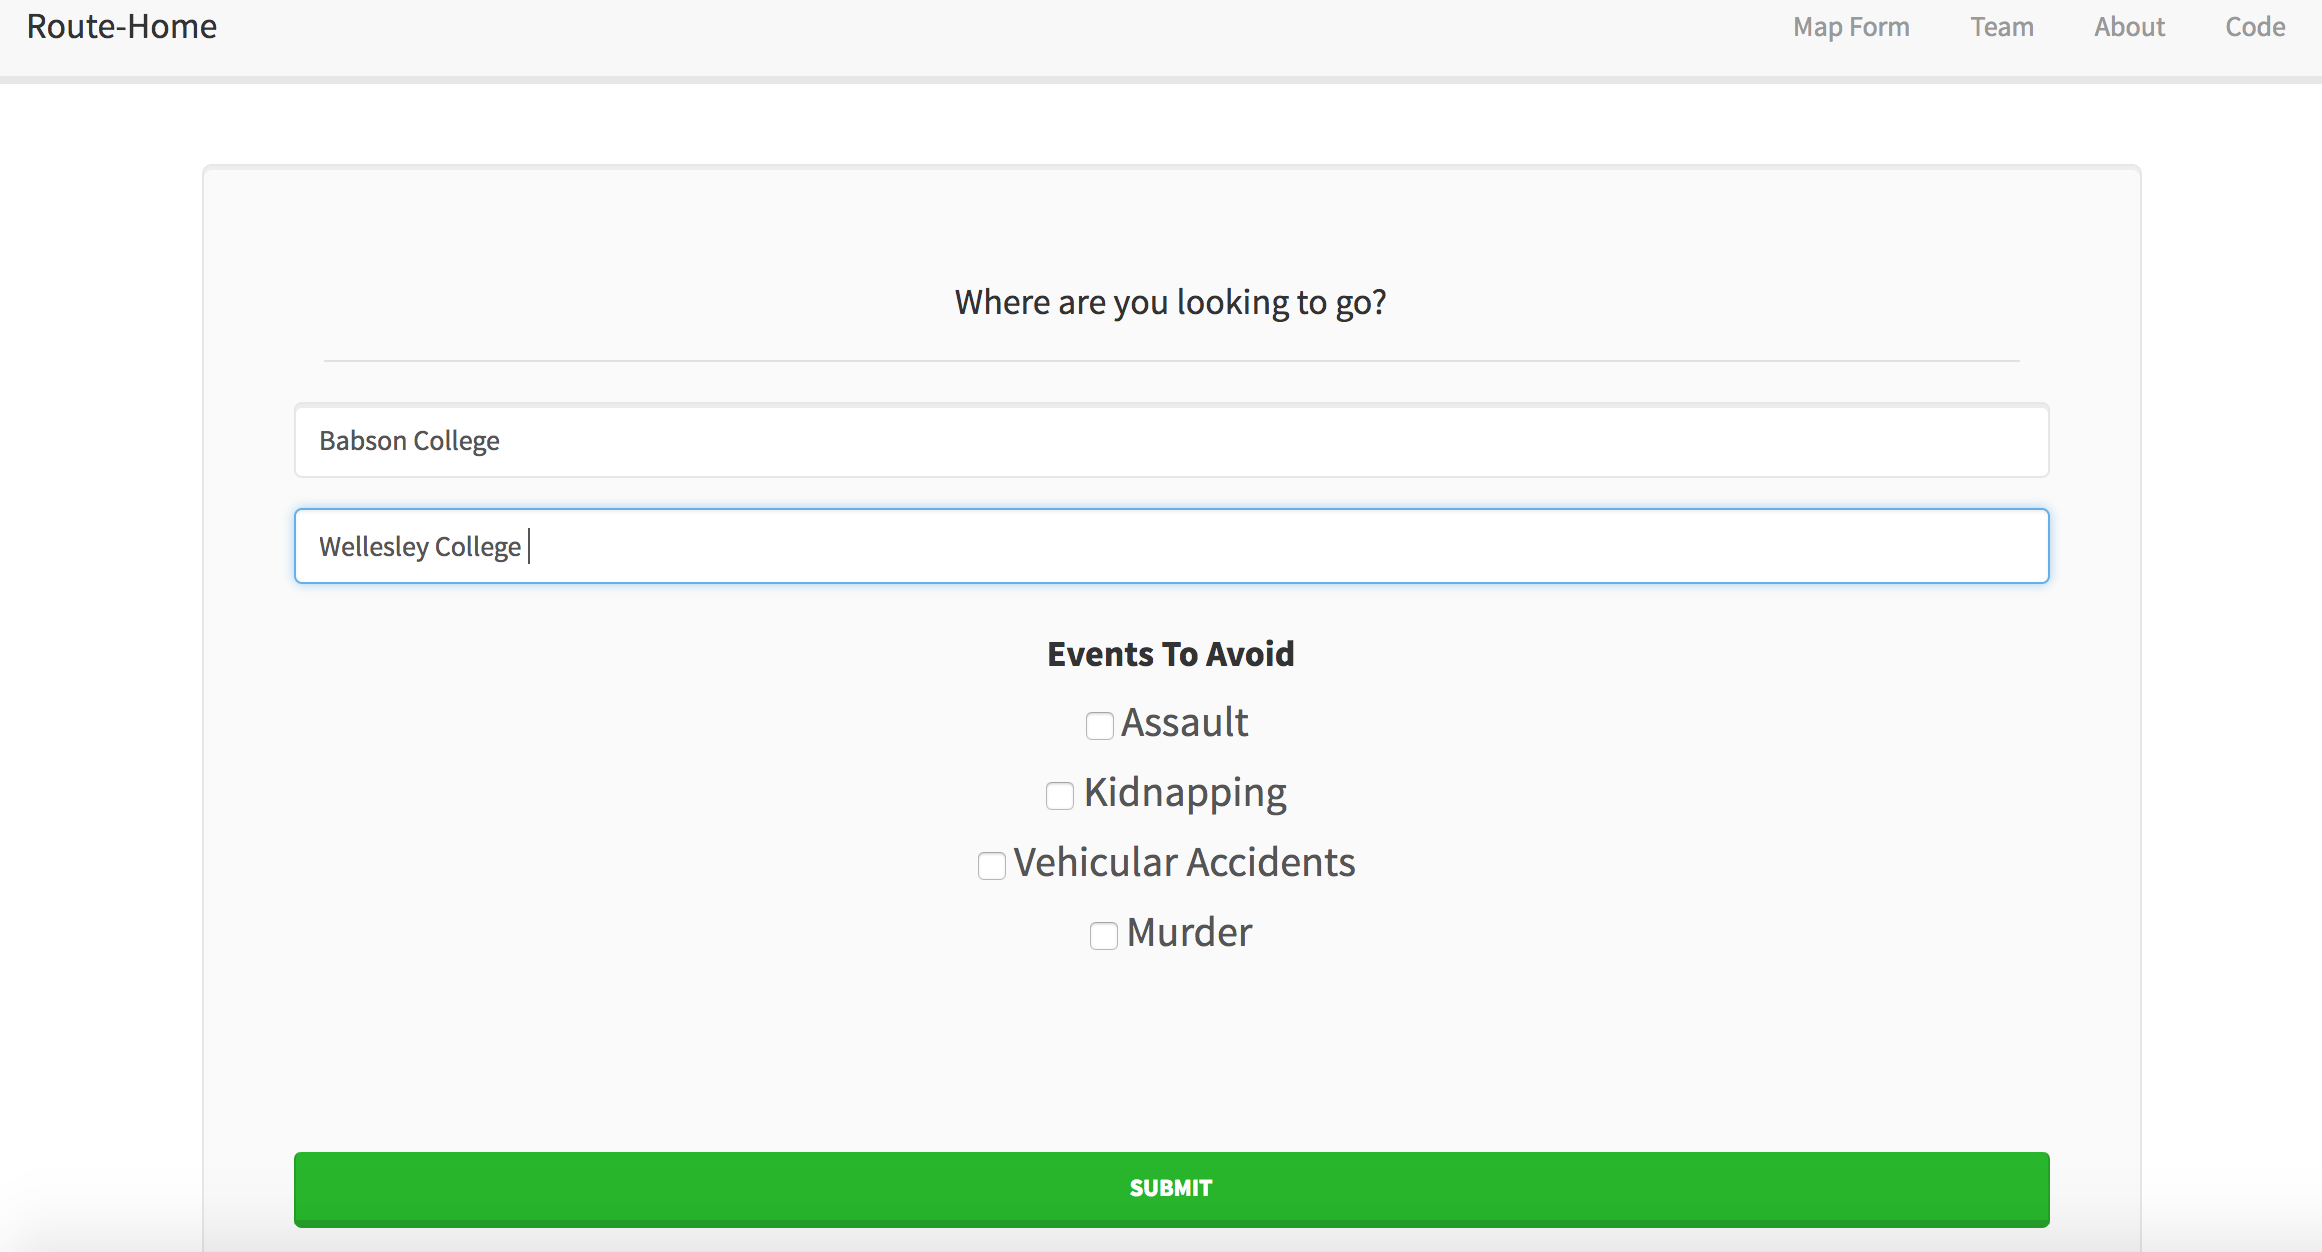 Route-Home Map Form Team About Code
Where are you looking to go?
Babson College
Wellesley College
Events To Avoid
Assault
Kidnapping
Vehicular Accidents
Murder
SUBMIT